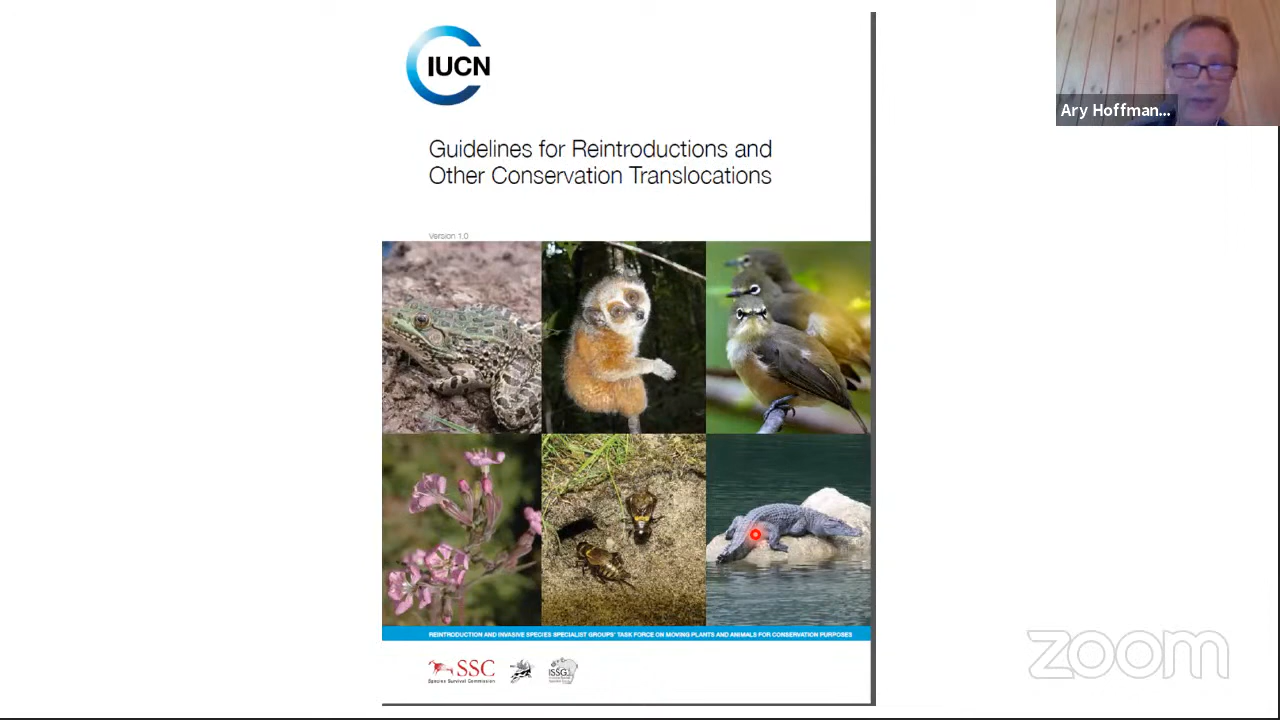 IUCN
Guidelines for Reintroductions and
Other Conservation Translocations
Version 1.0
REINTRODUCTION AND INVASIVE SPECIES SPECIALIST GROUPS' TASK FORCE ON MOVING PLANTS AND ANIMALS FOR CONSERVATION PURPOSES
SSC
Species Survival Commission
ISSG
Ary Hoffman...
zoom